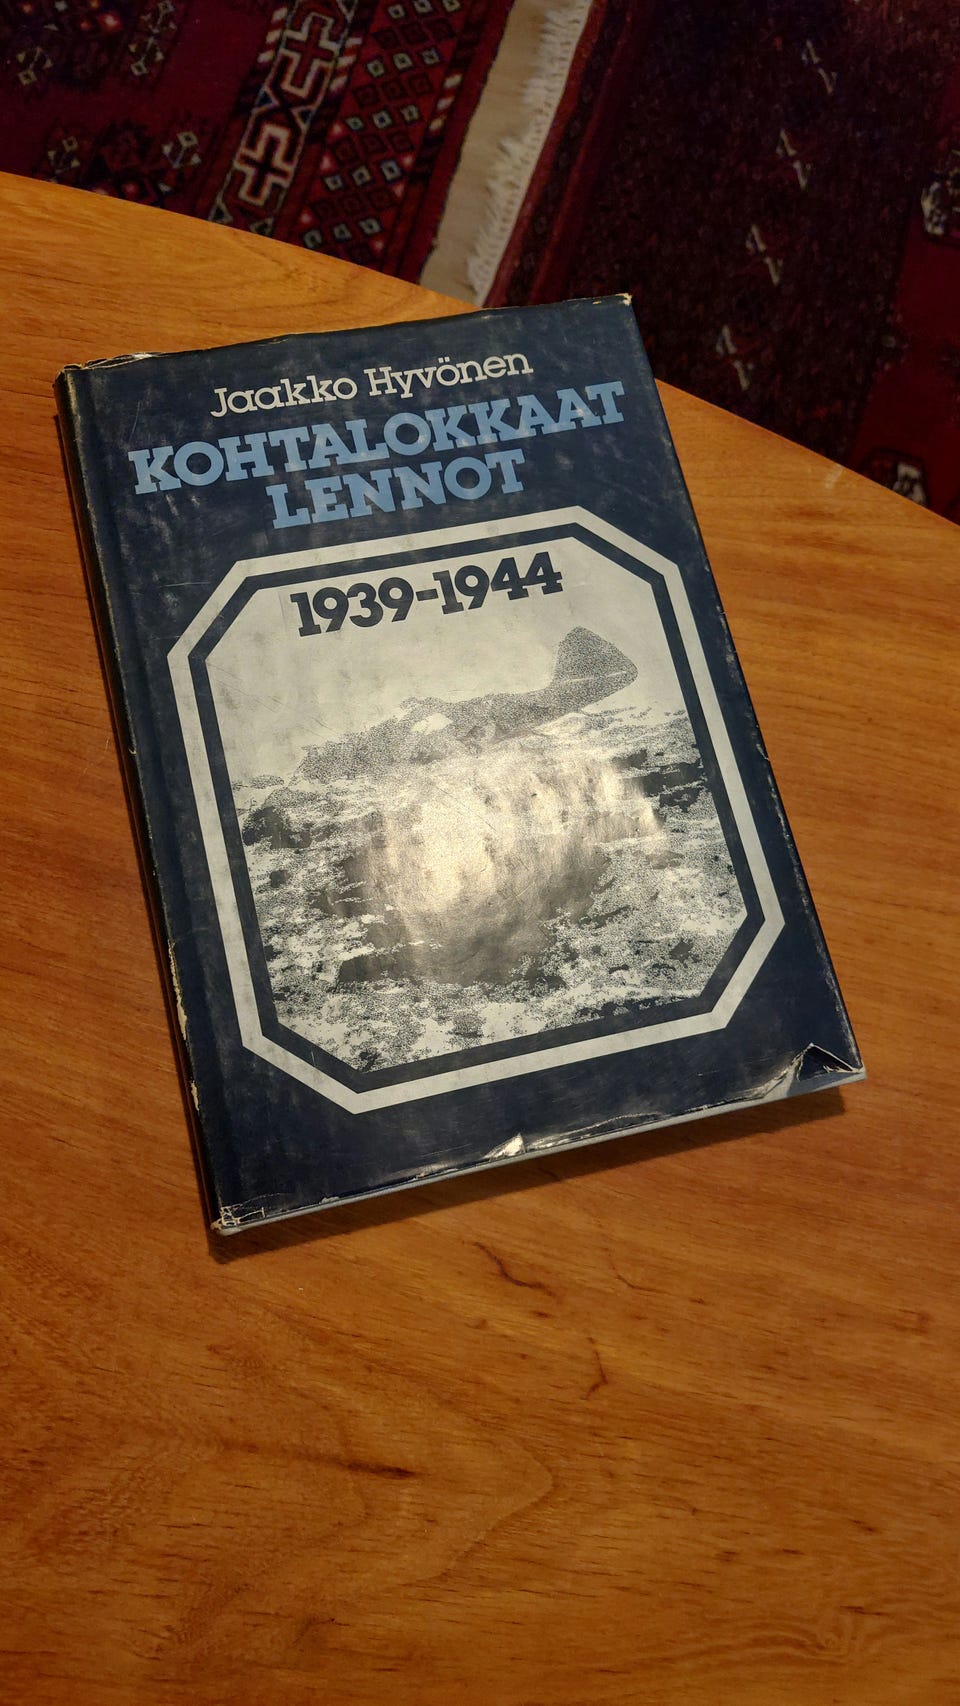 Jaakko Hyvönen
KOHTALOKKAAT
LENNOT
1939-1944